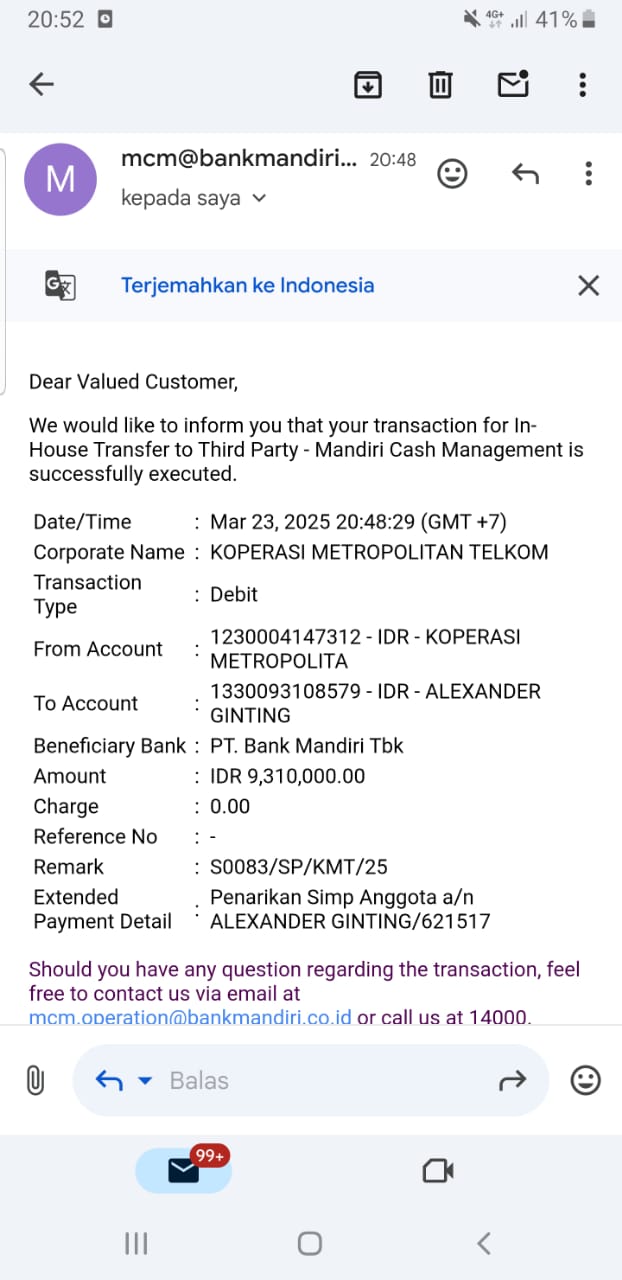 20:52
4G+
41%
M
mcm@bankmandiri... 20:48
kepada saya
Terjemahkan ke Indonesia
Dear Valued Customer,
We would like to inform you that your transaction for In-
House Transfer to Third Party - Mandiri Cash Management is
successfully executed.
Date/Time : Mar 23, 2025 20:48:29 (GMT +7)
Corporate Name : KOPERASI METROPOLITAN TELKOM
Transaction
Type : Debit
From Account : 1230004147312 - IDR - KOPERASI
METROPOLITA
To Account : 1330093108579 - IDR - ALEXANDER
GINTING
Beneficiary Bank : PT. Bank Mandiri Tbk
Amount : IDR 9,310,000.00
Charge : 0.00
Reference No : -
Remark : S0083/SP/KMT/25
Extended
Payment Detail : Penarikan Simp Anggota a/n
ALEXANDER GINTING/621517
Should you have any question regarding the transaction, feel
free to contact us via email at
mcm.operation@bankmandiri.co.id or call us at 14000.
Balas
99+